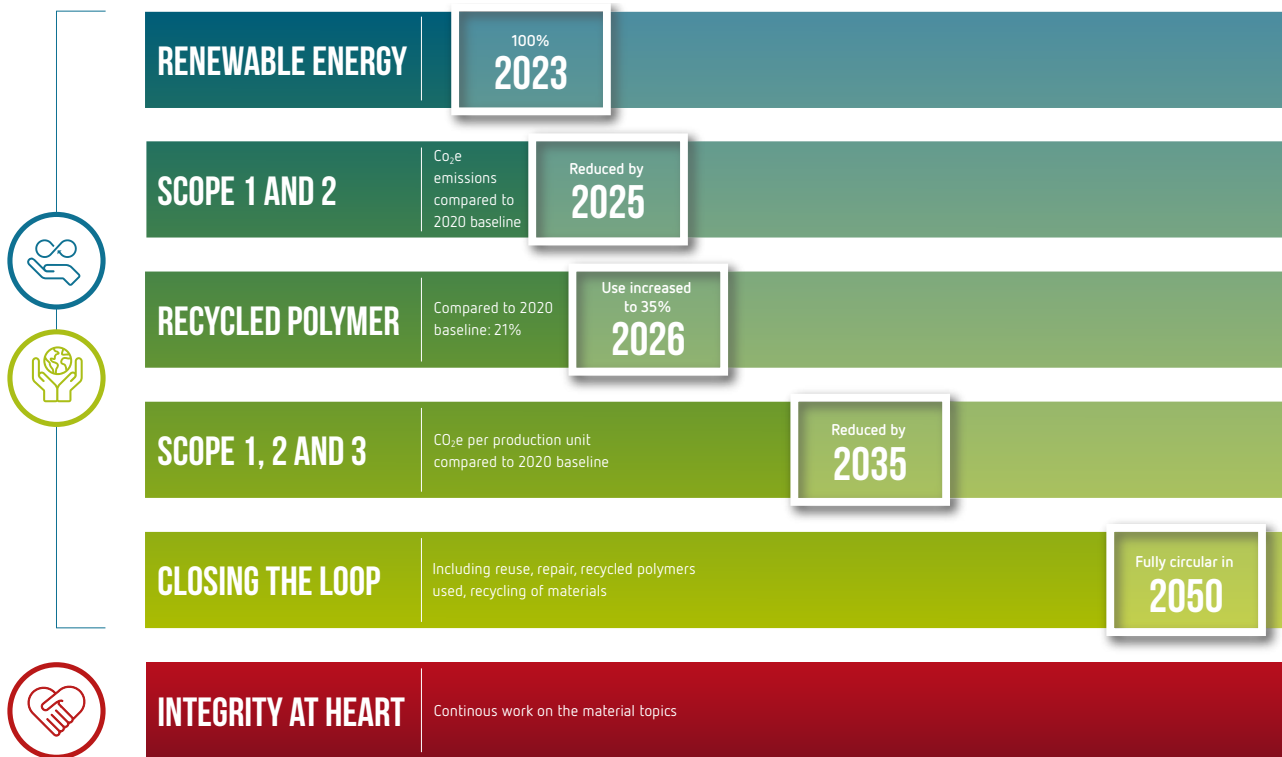 RENEWABLE ENERGY
100%
2023
SCOPE 1 AND 2
Co₂e
emissions
compared to
2020 baseline
Reduced by
2025
RECYCLED POLYMER
Compared to 2020
baseline: 21%
Use increased
to 35%
2026
SCOPE 1, 2 AND 3
CO₂e per production unit
compared to 2020 baseline
Reduced by
2035
CLOSING THE LOOP
Including reuse, repair, recycled polymers
used, recycling of materials
Fully circular in
2050
INTEGRITY AT HEART
Continous work on the material topics